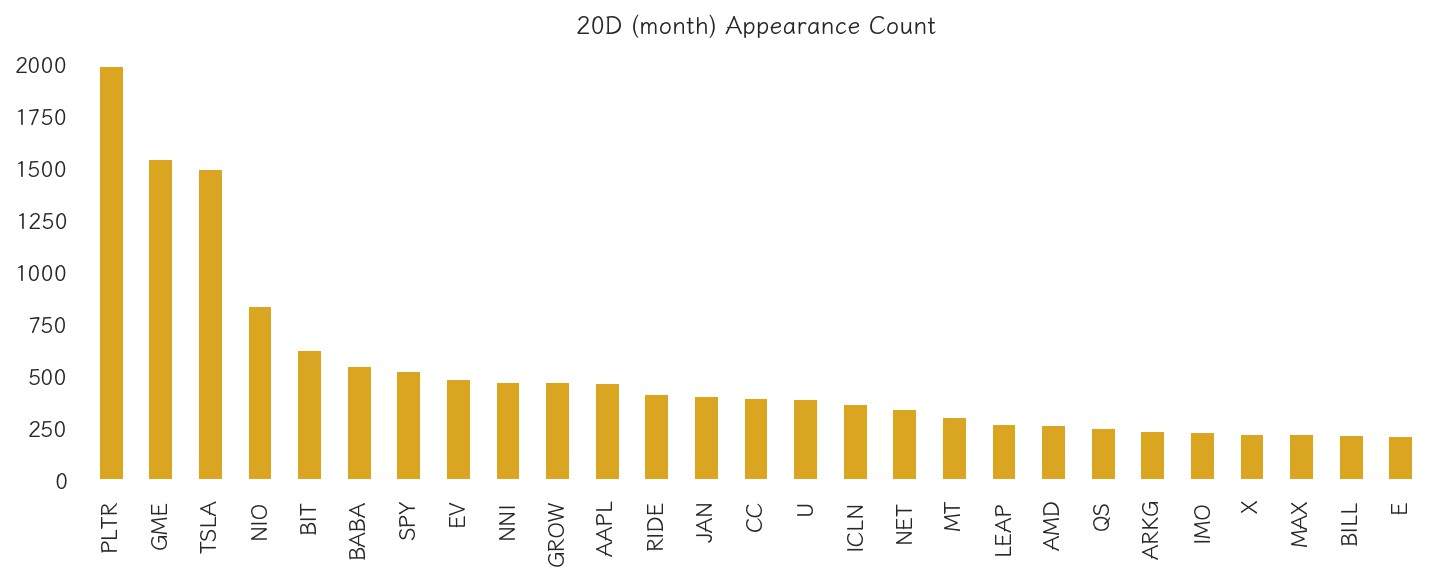 20D (month) Appearance Count
2000
1750
1500
1250
1000
750
500
250
0
PLTR
GME
TSLA
NIO
BIT
BABA
SPY
EV
NNI
GROW
AAPL
RIDE
JAN
CC
U
ICLN
NET
MT
LEAP
AMD
QS
ARKG
IMO
X
MAX
BILL
E